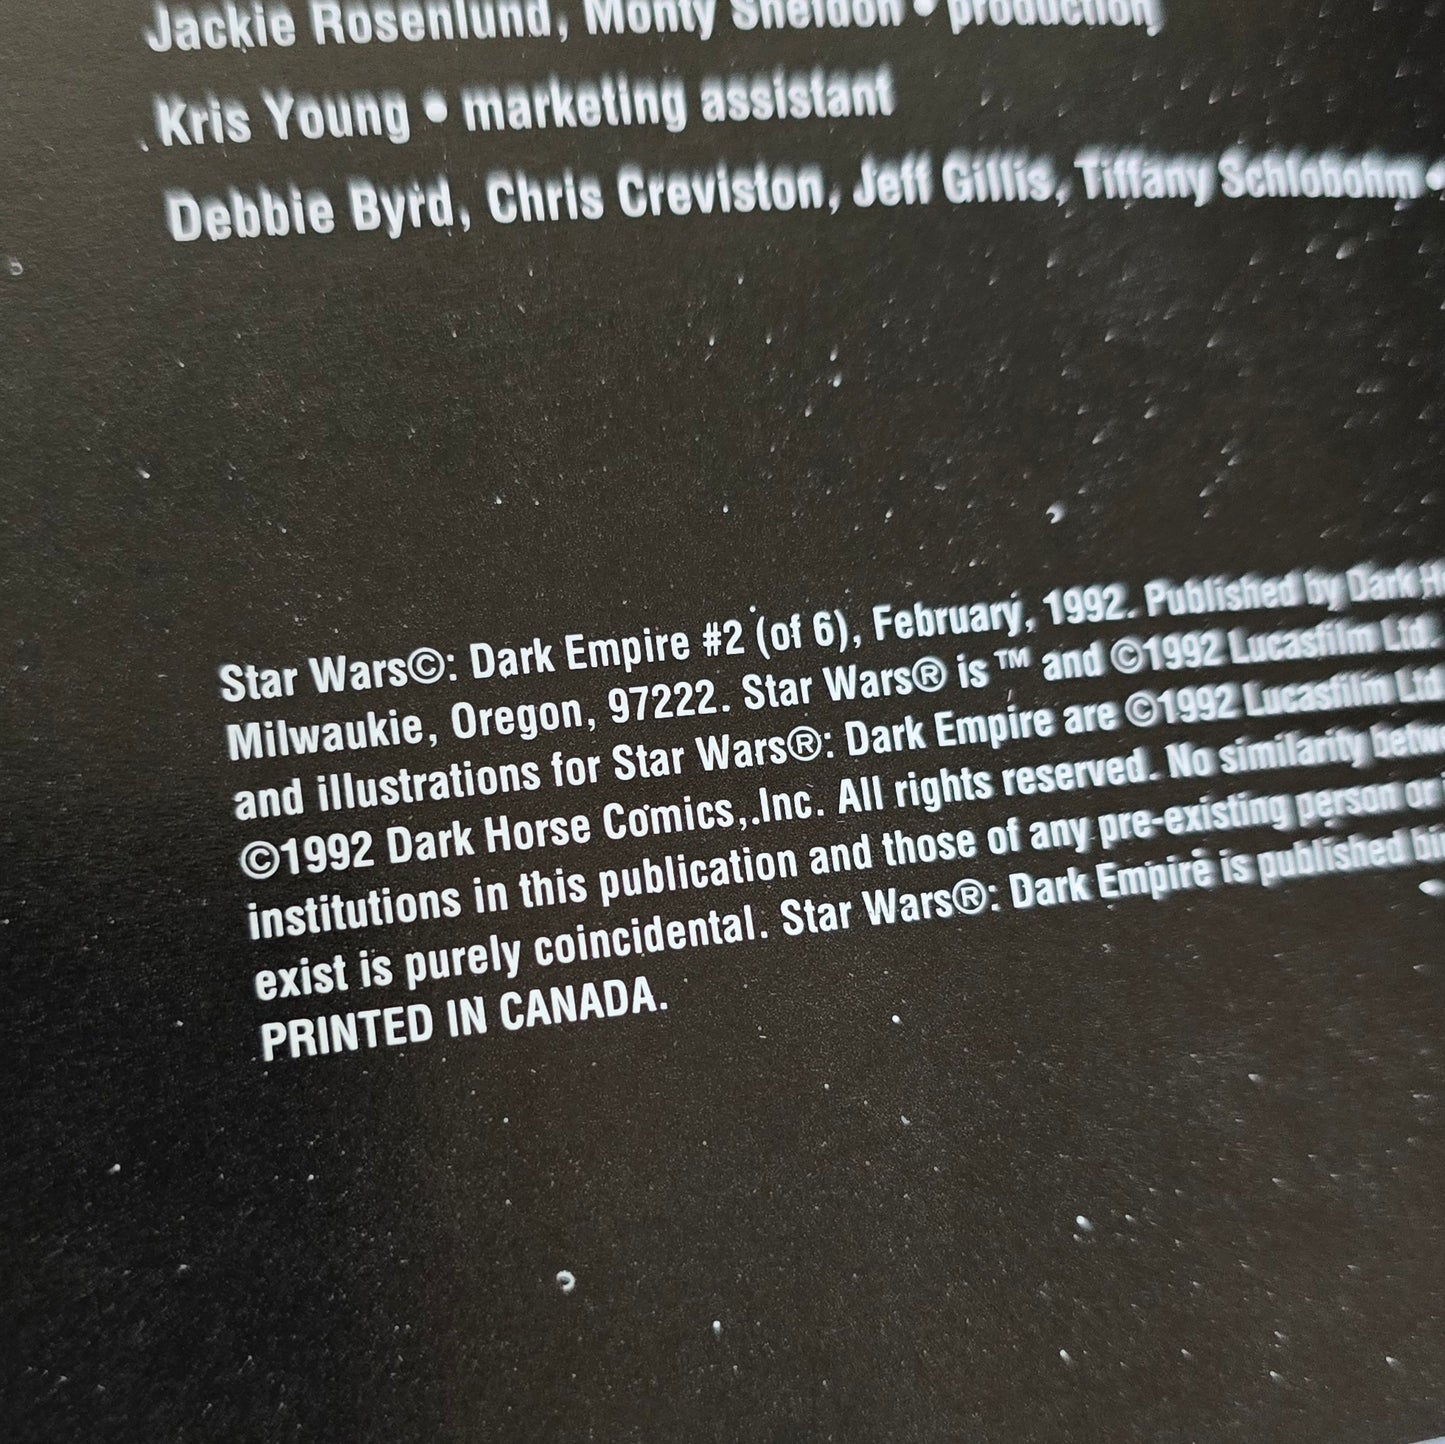 Jackie Rosenlund, Monty Sheldon • production
Kris Young • marketing assistant
Debbie Byrd, Chris Creviston, Jeff Gillis, Tiffany Schlobohm •
Star Wars©: Dark Empire #2 (of 6), February, 1992. Published by Dark
Milwaukie, Oregon, 97222. Star Wars® is ™ and ©1992 Lucasfilm Ltd.
and illustrations for Star Wars®: Dark Empire are ©1992 Lucasfilm Ltd
©1992 Dark Horse Comics, Inc. All rights reserved. No similarity
institutions in this publication and those of any pre-existing person or
exist is purely coincidental. Star Wars®: Dark Empire is published
PRINTED IN CANADA.